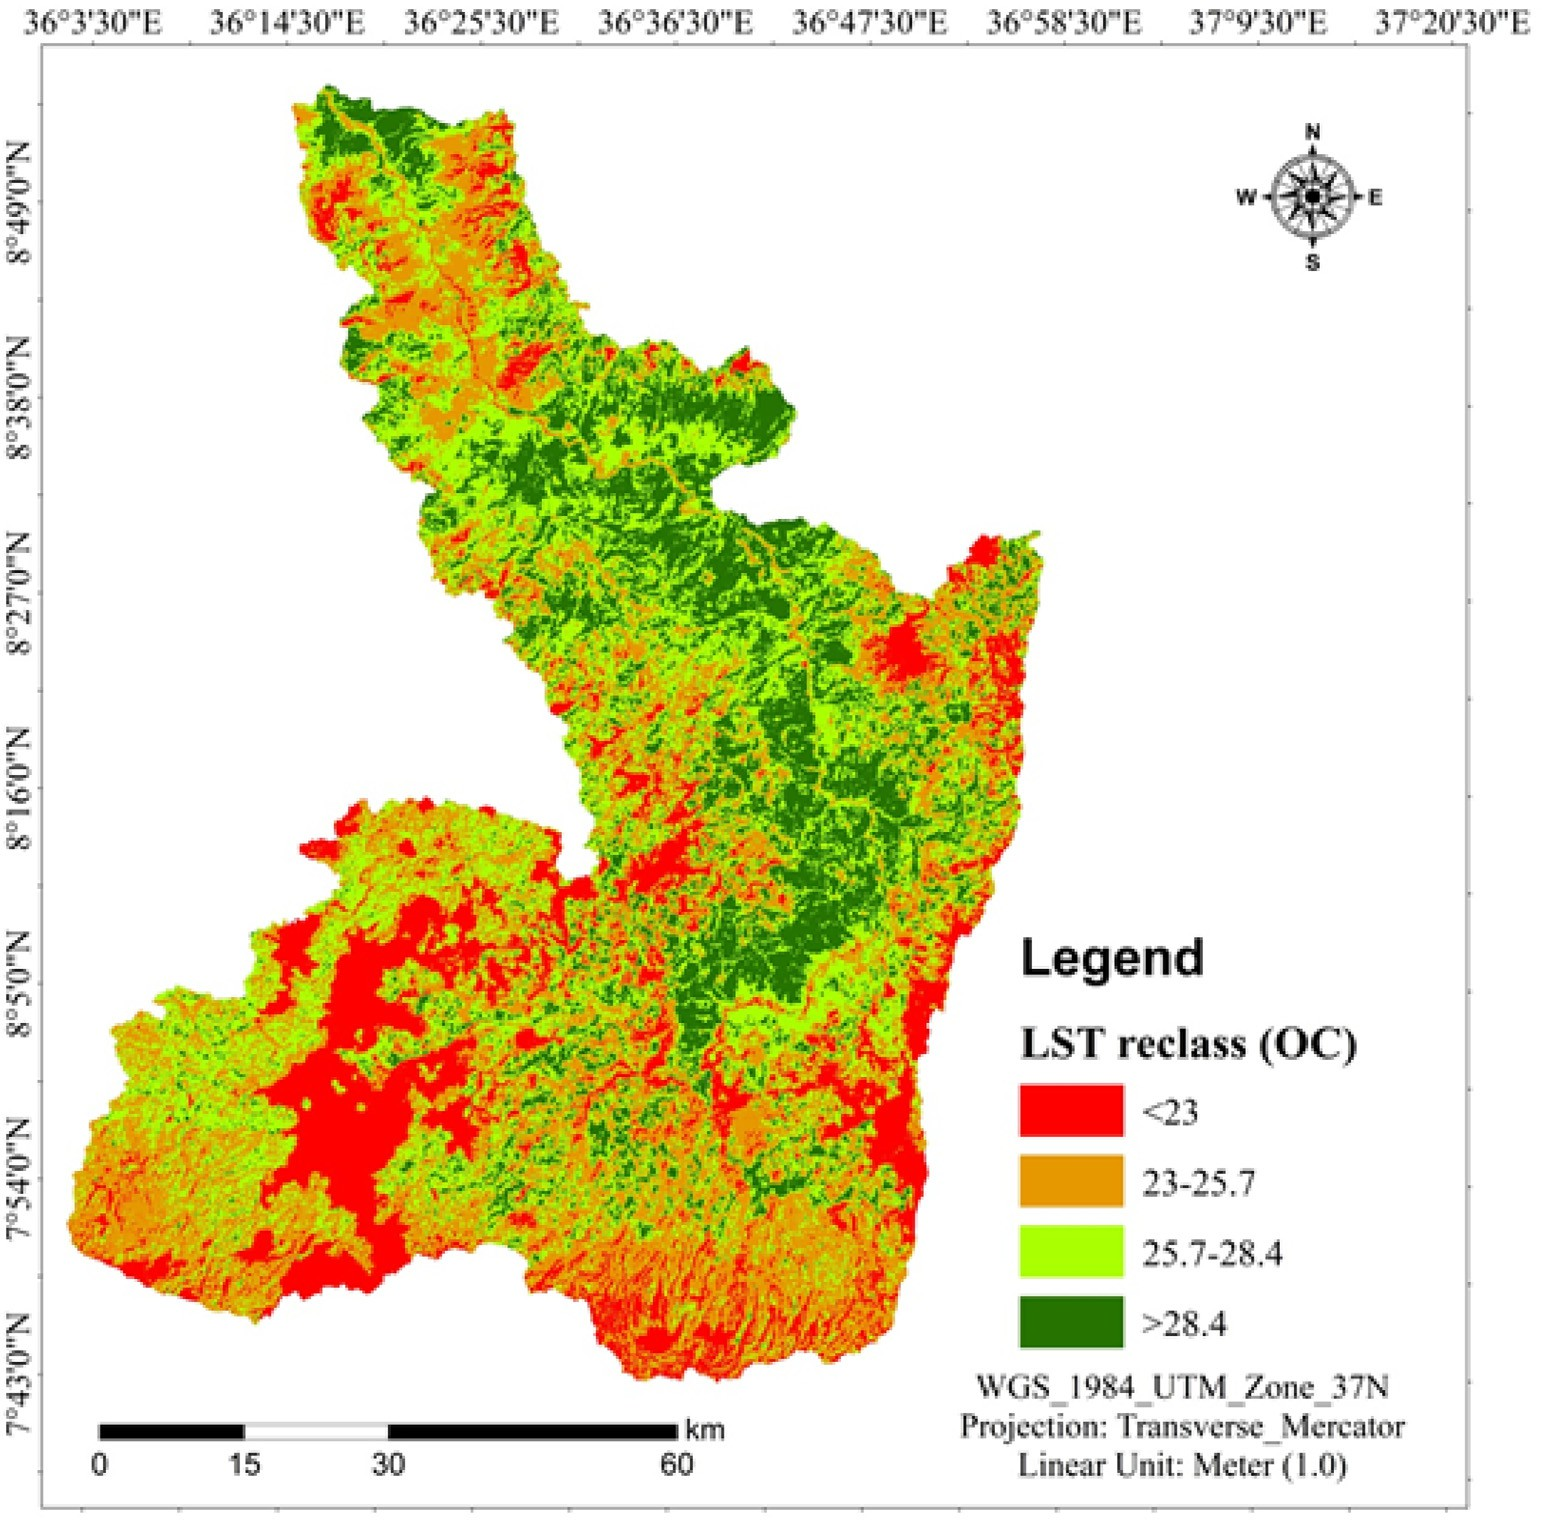 36°3'30"E 36°14'30"E 36°25'30"E 36°36'30"E 36°47'30"E 36°58'30"E 37°9'30"E 37°20'30"E
N
W E
S
8°49'0"N
8°38'0"N
8°27'0"N
8°16'0"N
8°5'0"N
7°54'0"N
7°43'0"N
Legend
LST reclass (OC)
<23
23-25.7
25.7-28.4
>28.4
WGS_1984_UTM_Zone_37N
Projection: Transverse_Mercator
Linear Unit: Meter (1.0)
km
0 15 30 60